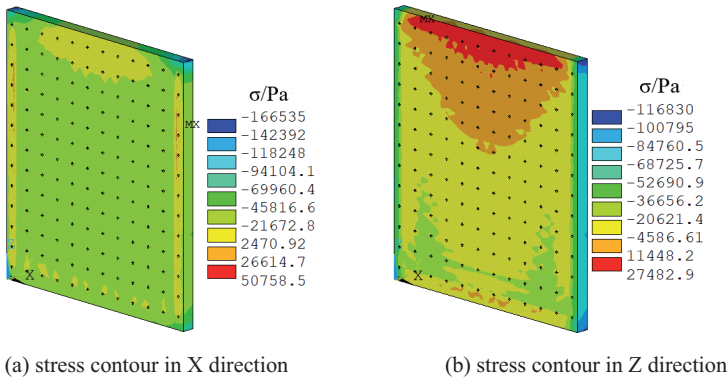 MX
σ/Pa
-166535
-142392
-118248
-94104.1
-69960.4
-45816.6
-21672.8
2470.92
26614.7
50758.5
X
(a) stress contour in X direction
MX
σ/Pa
-116830
-100795
-84760.5
-68725.7
-52690.9
-36656.2
-20621.4
-4586.61
11448.2
27482.9
X
(b) stress contour in Z direction